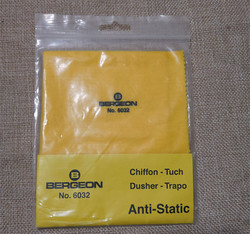 BERGEON
No. 6032
B
BERGEON
No. 6032
Chiffon - Tuch
Dusher - Trapo
Anti-Static